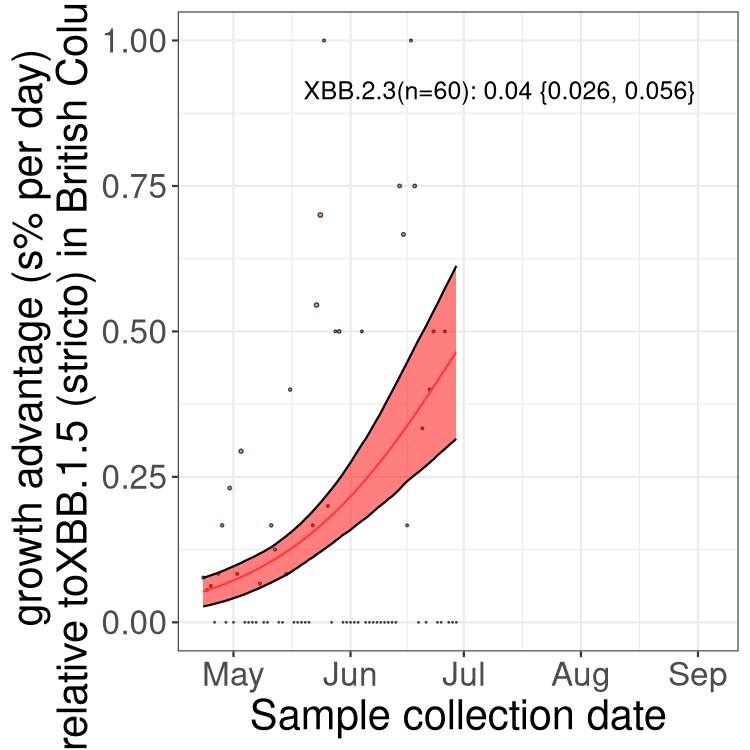 growth advantage (s% per day)
relative toXBB.1.5 (stricto) in British Colu
1.00
0.75
0.50
0.25
0.00
XBB.2.3(n=60): 0.04 {0.026, 0.056}
May Jun Jul Aug Sep
Sample collection date